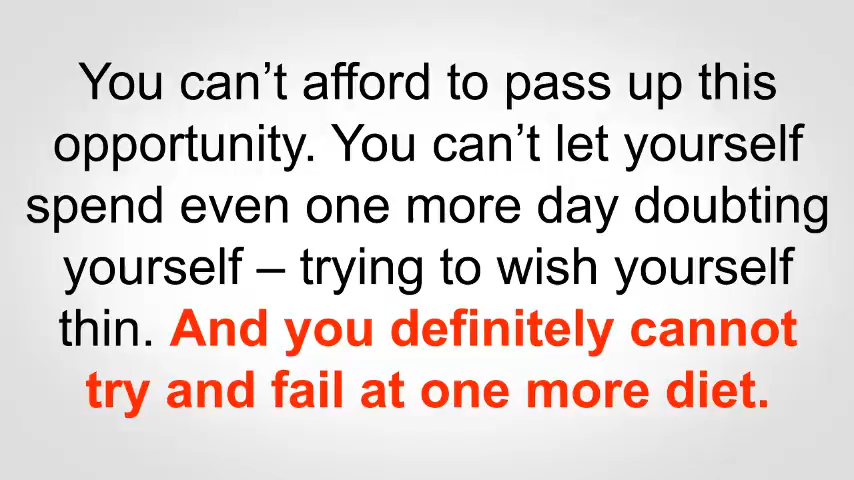 You can’t afford to pass up this
opportunity. You can’t let yourself
spend even one more day doubting
yourself – trying to wish yourself
thin. And you definitely cannot
try and fail at one more diet.